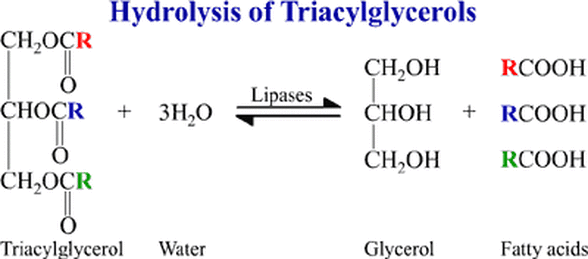 Hydrolysis of Triacylglycerols
CH₂OCR
O
CHOCR
O
CH₂OCR
O
+
3H₂O
Lipases
CH₂OH
CHOH
CH₂OH
+
RCOOH
RCOOH
RCOOH
Triacylglycerol
Water
Glycerol
Fatty acids